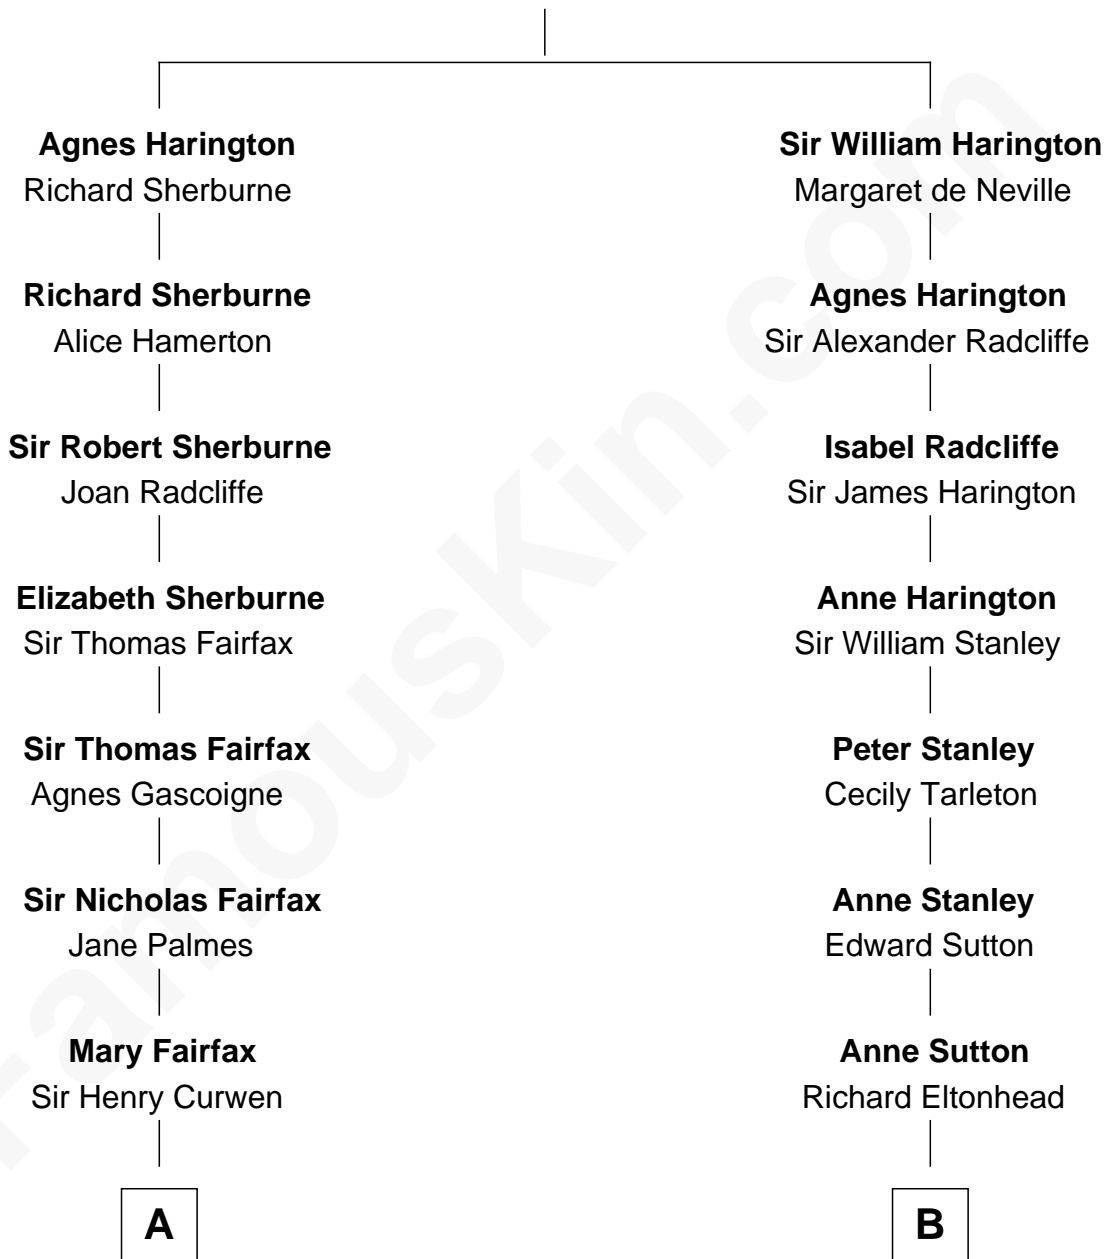 Agnes Harington
Richard Sherburne
Richard Sherburne
Alice Hamerton
Sir Robert Sherburne
Joan Radcliffe
Elizabeth Sherburne
Sir Thomas Fairfax
Sir Thomas Fairfax
Agnes Gascoigne
Sir Nicholas Fairfax
Jane Palmes
Mary Fairfax
Sir Henry Curwen
A
Sir William Harington
Margaret de Neville
Agnes Harington
Sir Alexander Radcliffe
Isabel Radcliffe
Sir James Harington
Anne Harington
Sir William Stanley
Peter Stanley
Cecily Tarleton
Anne Stanley
Edward Sutton
Anne Sutton
Richard Eltonhead
B
FamousKin.com